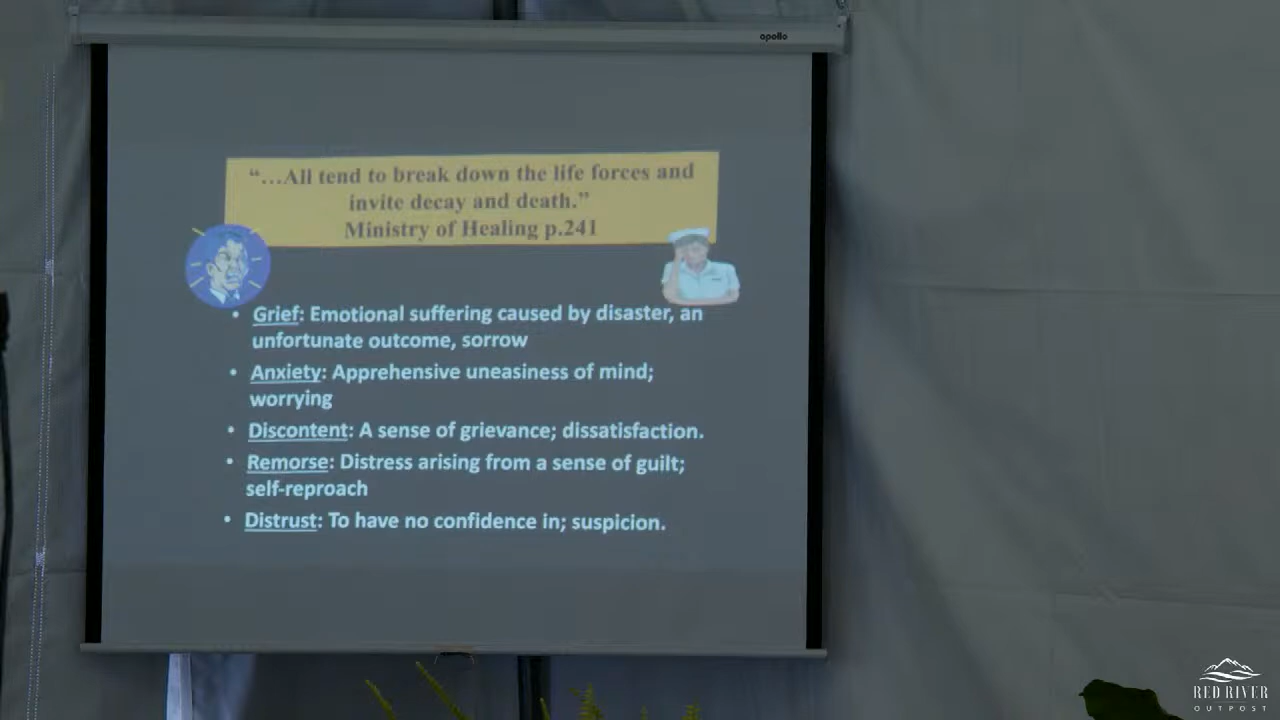 apollo
“...All tend to break down the life forces and
invite decay and death.”
Ministry of Healing p.241
• Grief: Emotional suffering caused by disaster, an
unfortunate outcome, sorrow
• Anxiety: Apprehensive uneasiness of mind;
worrying
• Discontent: A sense of grievance; dissatisfaction.
• Remorse: Distress arising from a sense of guilt;
self-reproach
• Distrust: To have no confidence in; suspicion.
RED RIVER
OUTPOST